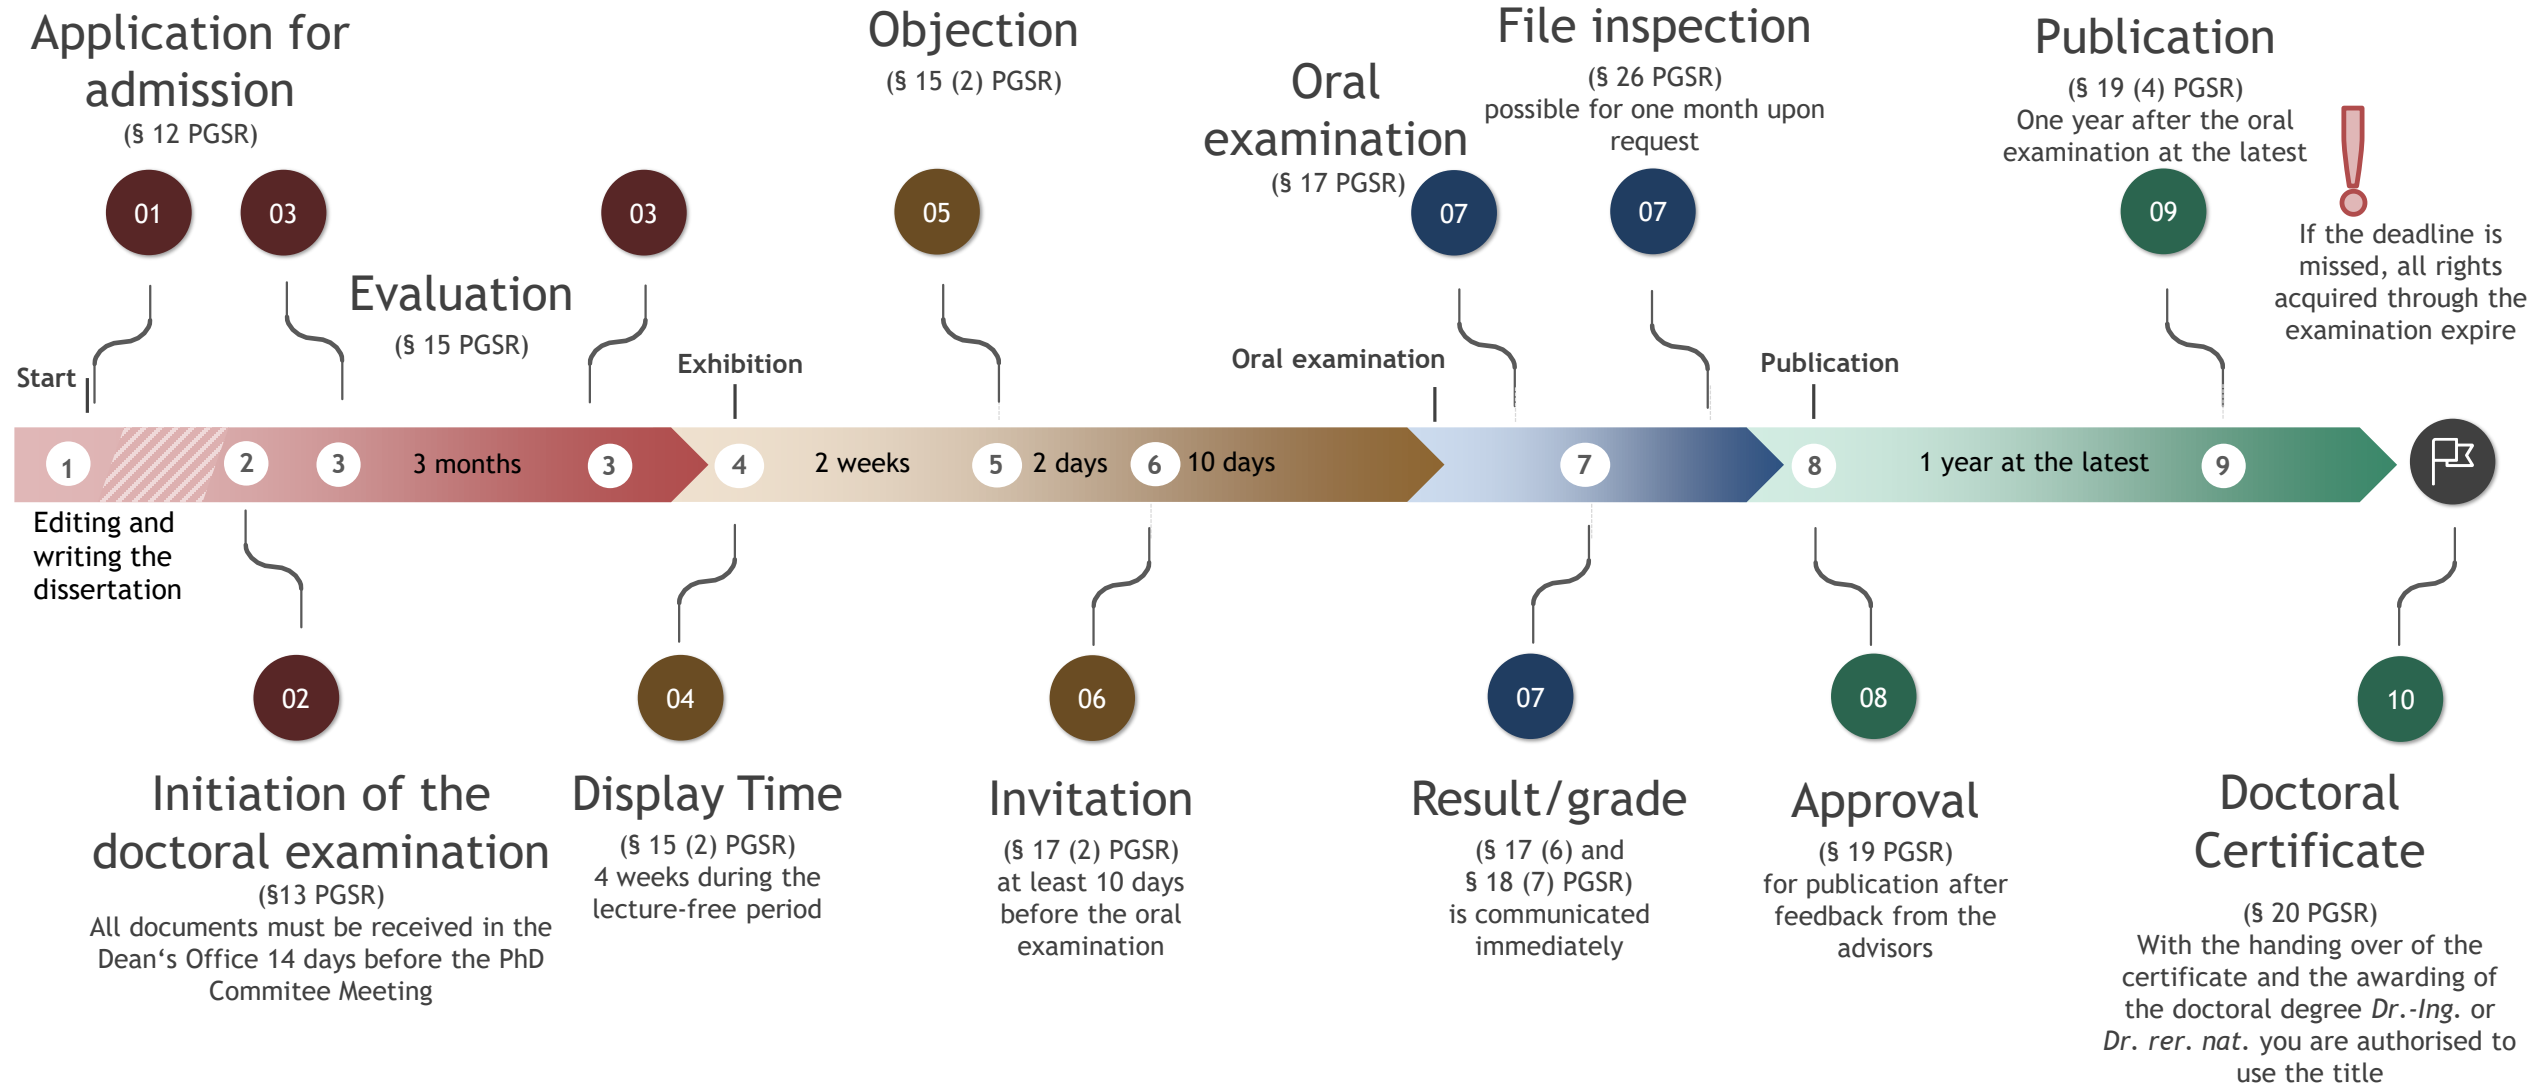 Application for
admission
(§ 12 PGSR)
01
03
Evaluation
(§ 15 PGSR)
03
Objection
(§ 15 (2) PGSR)
05
Oral
examination
(§ 17 PGSR)
07
File inspection
(§ 26 PGSR)
possible for one month upon
request
07
Publication
(§ 19 (4) PGSR)
One year after the oral
examination at the latest
09
If the deadline is
missed, all rights
acquired through the
examination expire
Start
Exhibition
Oral examination
Publication
1
2
3
3 months
3
4
2 weeks
5
2 days
6
10 days
7
8
1 year at the latest
9
Editing and
writing the
dissertation
02
Initiation of the
doctoral examination
(§13 PGSR)
All documents must be received in the
Dean‘s Office 14 days before the PhD
Commitee Meeting
04
Display Time
(§ 15 (2) PGSR)
4 weeks during the
lecture-free period
06
Invitation
(§ 17 (2) PGSR)
at least 10 days
before the oral
examination
07
Result/grade
(§ 17 (6) and
§ 18 (7) PGSR)
is communicated
immediately
08
Approval
(§ 19 PGSR)
for publication after
feedback from the
advisors
10
Doctoral
Certificate
(§ 20 PGSR)
With the handing over of the
certificate and the awarding of
the doctoral degree Dr.-Ing. or
Dr. rer. nat. you are authorised to
use the title